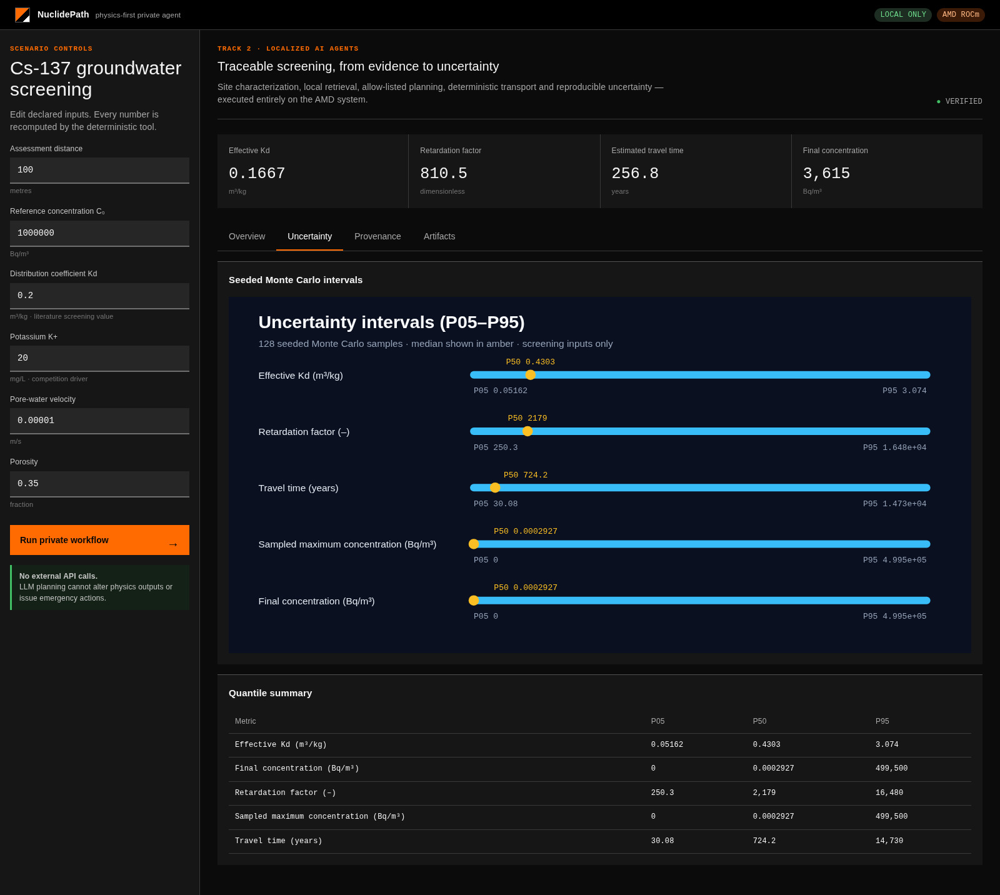 NuclidePath physics-first private agent
LOCAL ONLY
AMD ROCm
SCENARIO CONTROLS
Cs-137 groundwater
screening
Edit declared inputs. Every number is
recomputed by the deterministic tool.
Assessment distance
100
metres
Reference concentration C₀
1000000
Bq/m³
Distribution coefficient Kd
0.2
m³/kg · literature screening value
Potassium K+
20
mg/L · competition driver
Pore-water velocity
0.00001
m/s
Porosity
0.35
fraction
Run private workflow →
No external API calls.
LLM planning cannot alter physics outputs or
issue emergency actions.
TRACK 2 · LOCALIZED AI AGENTS
Traceable screening, from evidence to uncertainty
Site characterization, local retrieval, allow-listed planning, deterministic transport and reproducible uncertainty —
executed entirely on the AMD system.
● VERIFIED
Effective Kd
0.1667
m³/kg
Retardation factor
810.5
dimensionless
Estimated travel time
256.8
years
Final concentration
3,615
Bq/m³
Overview Uncertainty Provenance Artifacts
Seeded Monte Carlo intervals
Uncertainty intervals (P05–P95)
128 seeded Monte Carlo samples · median shown in amber · screening inputs only
P50 0.4303
Effective Kd (m³/kg)
P05 0.05162 P95 3.074
P50 2179
Retardation factor (–)
P05 250.3 P95 1.648e+04
P50 724.2
Travel time (years)
P05 30.08 P95 1.473e+04
P50 0.0002927
Sampled maximum concentration (Bq/m³)
P05 0 P95 4.995e+05
P50 0.0002927
Final concentration (Bq/m³)
P05 0 P95 4.995e+05
Quantile summary
Metric P05 P50 P95
Effective Kd (m³/kg) 0.05162 0.4303 3.074
Final concentration (Bq/m³) 0 0.0002927 499,500
Retardation factor (–) 250.3 2,179 16,480
Sampled maximum concentration (Bq/m³) 0 0.0002927 499,500
Travel time (years) 30.08 724.2 14,730